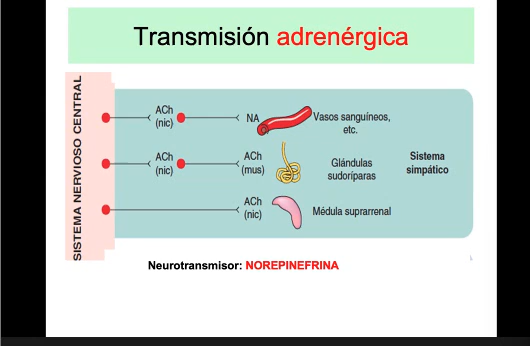 Transmisión adrenérgica
SISTEMA NERVIOSO CENTRAL
ACh
(nic)
NA
Vasos sanguíneos,
etc.
ACh
(nic)
ACh
(mus)
Glándulas
sudoríparas
Sistema
simpático
ACh
(nic)
Médula suprarrenal
Neurotransmisor: NOREPINEFRINA